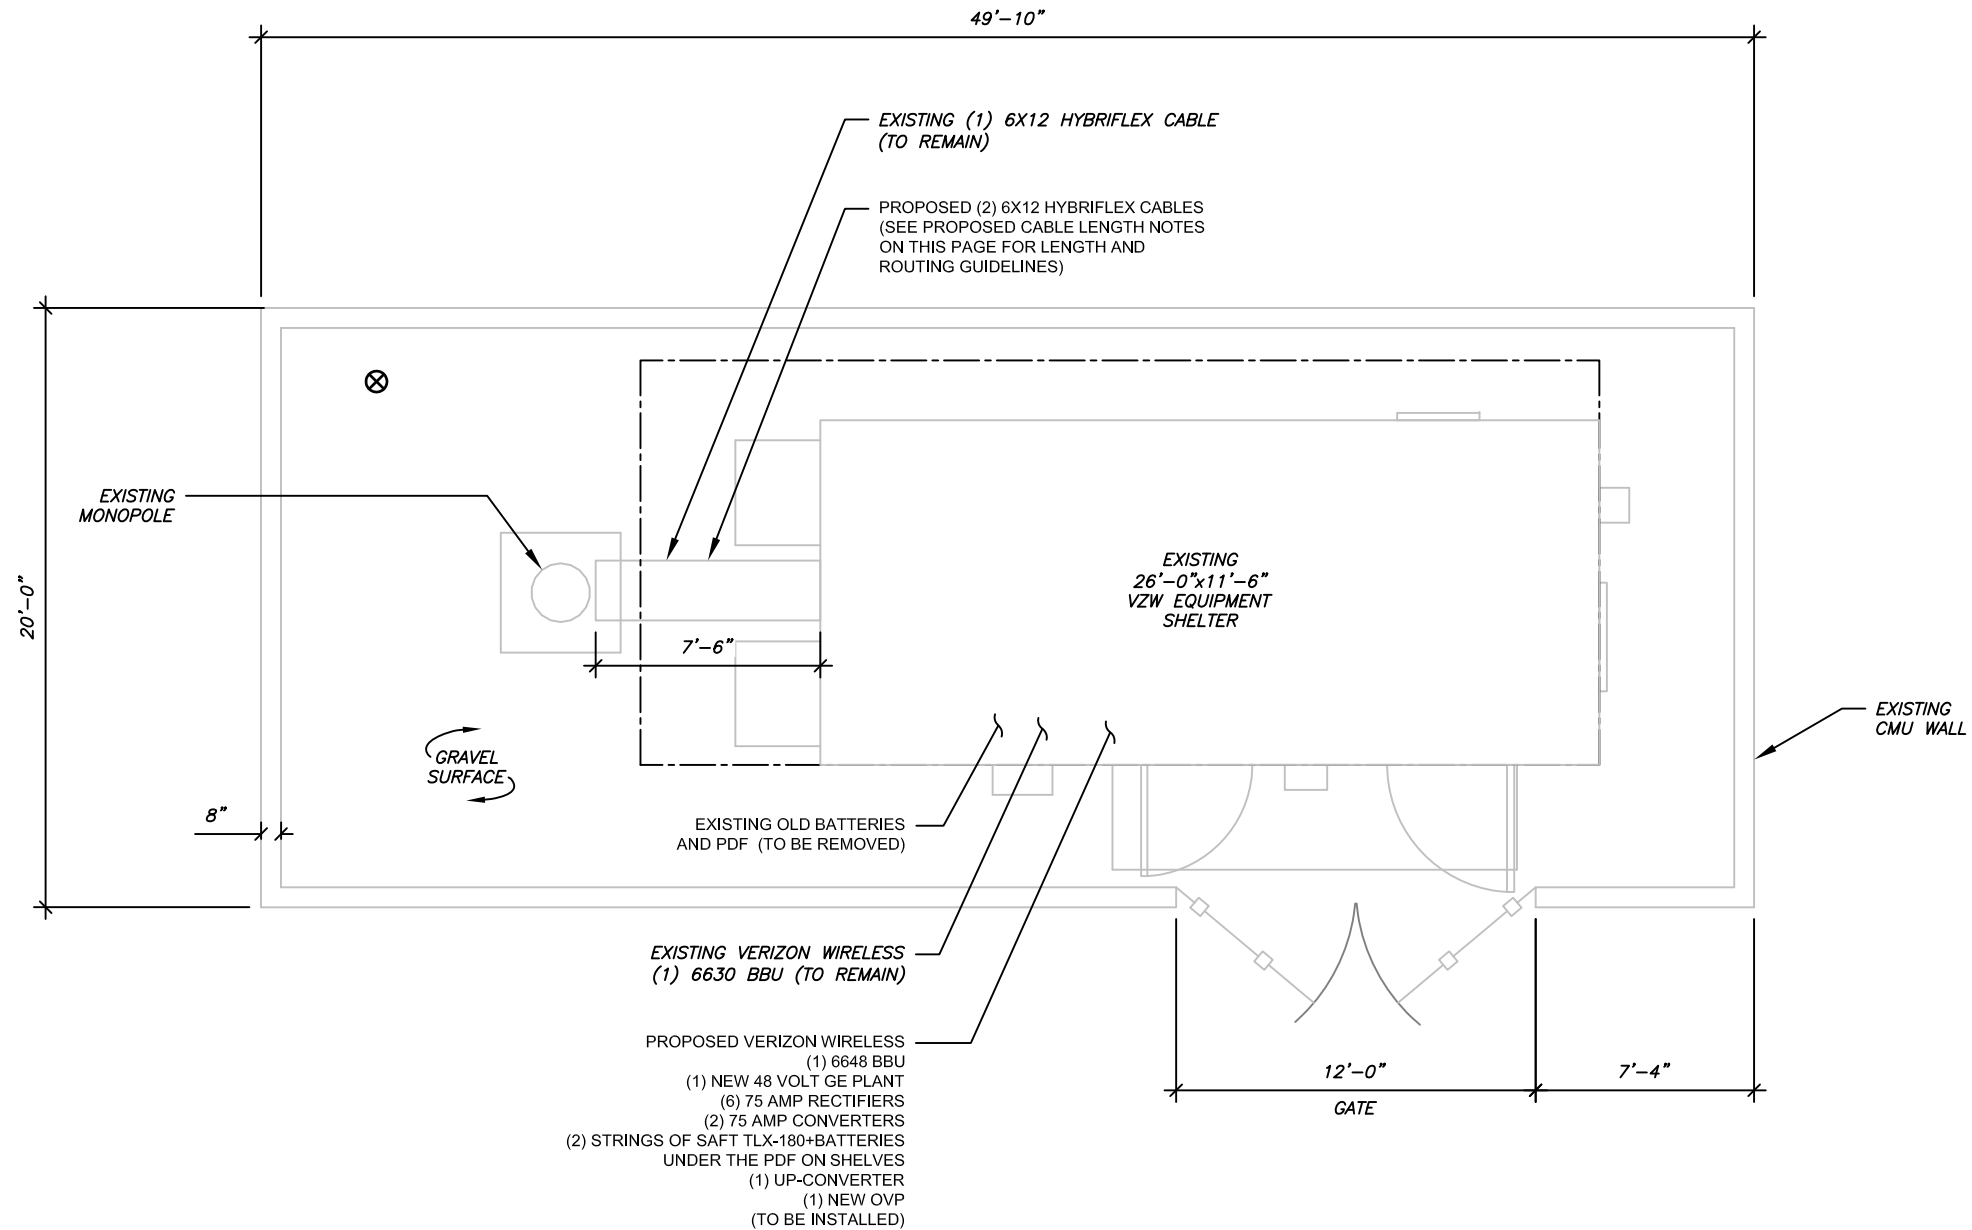 49'-10"
EXISTING (1) 6X12 HYBRIFLEX CABLE
(TO REMAIN)
PROPOSED (2) 6X12 HYBRIFLEX CABLES
(SEE PROPOSED CABLE LENGTH NOTES
ON THIS PAGE FOR LENGTH AND
ROUTING GUIDELINES)
EXISTING
MONOPOLE
20'-0"
EXISTING
26'-0"x11'-6"
VZW EQUIPMENT
SHELTER
7'-6"
EXISTING
CMU WALL
GRAVEL
SURFACE
8"
EXISTING OLD BATTERIES
AND PDF (TO BE REMOVED)
EXISTING VERIZON WIRELESS
(1) 6630 BBU (TO REMAIN)
PROPOSED VERIZON WIRELESS
(1) 6648 BBU
(1) NEW 48 VOLT GE PLANT
(6) 75 AMP RECTIFIERS
(2) 75 AMP CONVERTERS
(2) STRINGS OF SAFT TLX-180+BATTERIES
UNDER THE PDF ON SHELVES
(1) UP-CONVERTER
(1) NEW OVP
(TO BE INSTALLED)
12'-0"
GATE
7'-4"